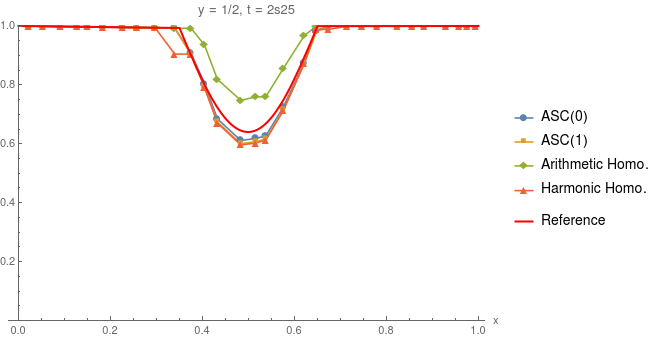 y = 1/2, t = 2s25
1.0
0.8
0.6
0.4
0.2
0.0 0.2 0.4 0.6 0.8 1.0
x
ASC(0)
ASC(1)
Arithmetic Homo.
Harmonic Homo.
Reference